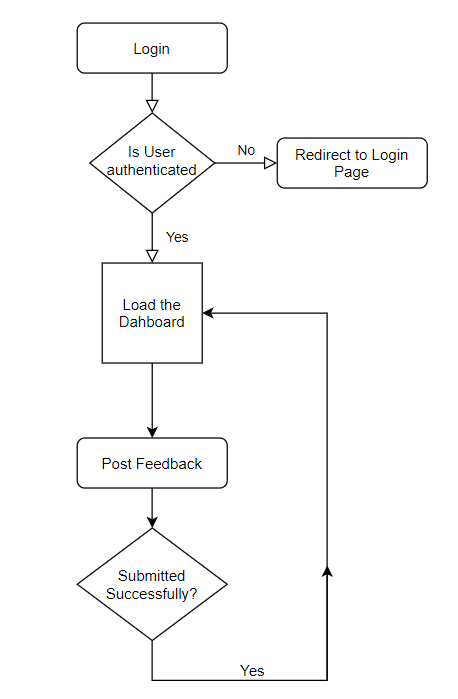 Login
Is User
authenticated
No
Redirect to Login
Page
Yes
Load the
Dahboard
Post Feedback
Submitted
Successfully?
Yes